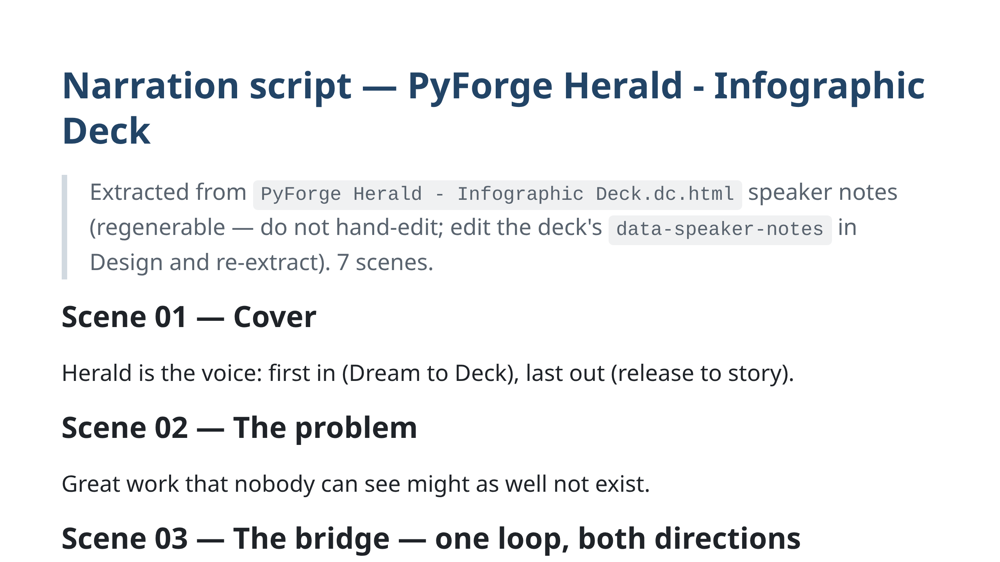 Narration script — PyForge Herald - Infographic
Deck
Extracted from PyForge Herald - Infographic Deck.dc.html speaker notes
(regenerable — do not hand-edit; edit the deck's data-speaker-notes in
Design and re-extract). 7 scenes.
Scene 01 — Cover
Herald is the voice: first in (Dream to Deck), last out (release to story).
Scene 02 — The problem
Great work that nobody can see might as well not exist.
Scene 03 — The bridge — one loop, both directions